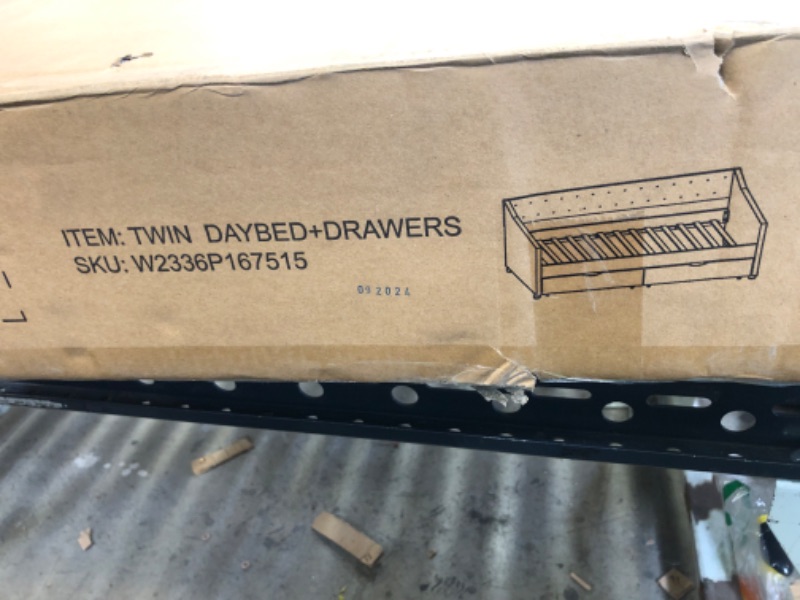 ITEM: TWIN DAYBED+DRAWERS
SKU: W2336P167515
092024